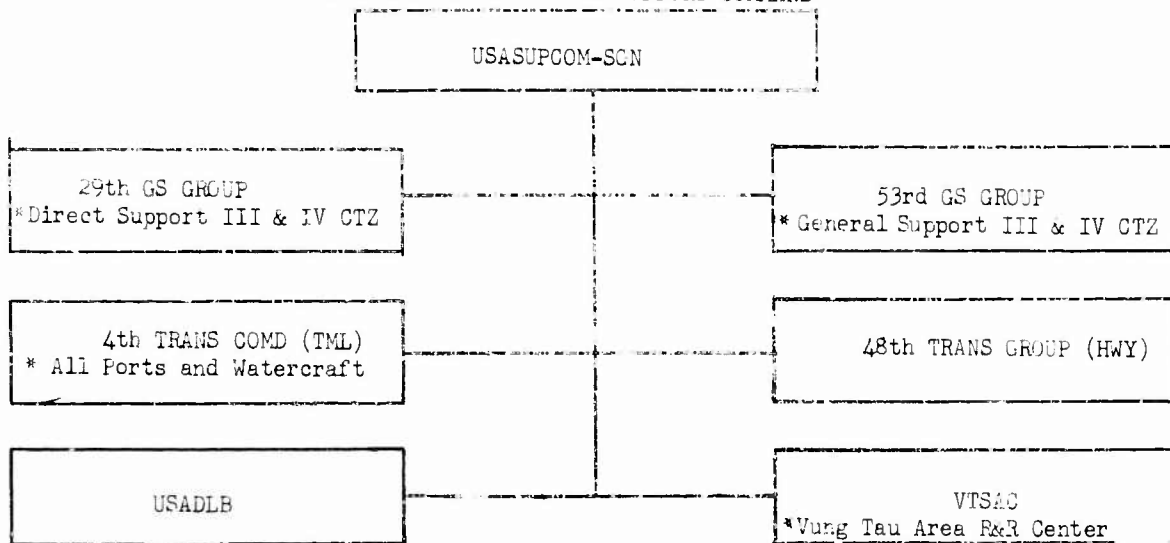 USASUPCOM-SGN
29th GS GROUP
*Direct Support III & IV CTZ
53rd GS GROUP
* General Support III & IV CTZ
4th TRANS COMD (TML)
* All Ports and Watercraft
48th TRANS GROUP (HWY)
USADLB
VTSAC
*Vung Tau Area R&R Center